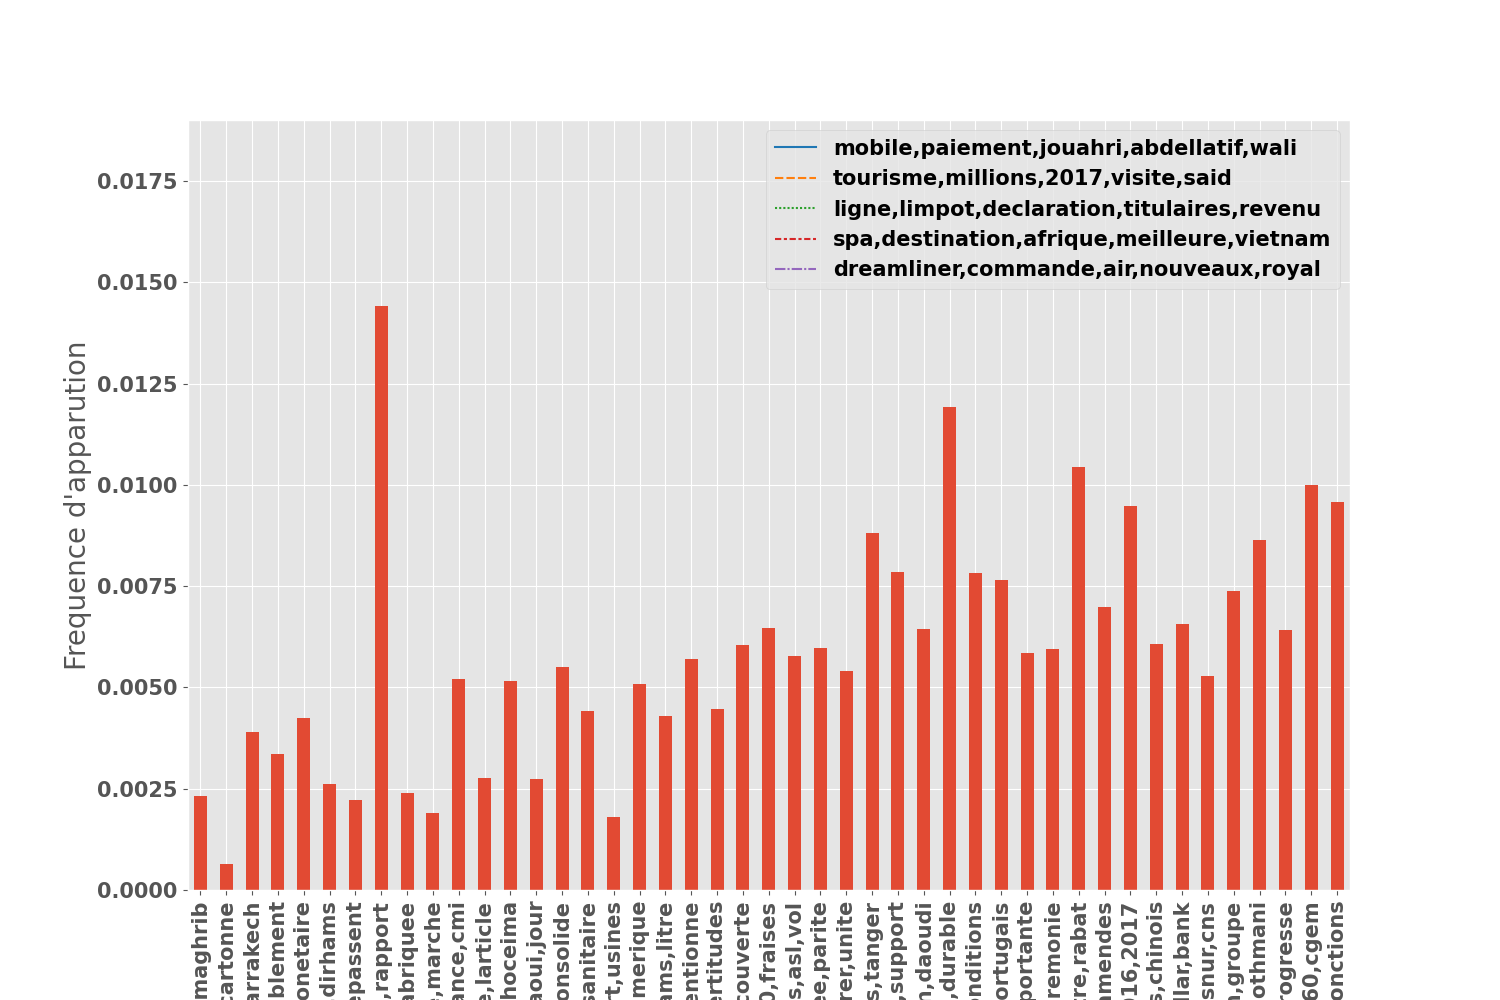 mobile,paiement,jouahri,abdellatif,wali
tourisme,millions,2017,visite,said
ligne,limpot,declaration,titulaires,revenu
spa,destination,afrique,meilleure,vietnam
dreamliner,commande,air,nouveaux,royal
Frequence d'apparution
0.0175
0.0150
0.0125
0.0100
0.0075
0.0050
0.0025
0.0000
maghrib
cartonne
arrakech
blement
onetaire
dirhams
epassent
,rapport
abriquee
,marche
ance,cmi
e,larticle
hoceima
aoui,jour
onsolide
sanitaire
rt,usines
merique
ams,litre
entionne
ertitudes
couverte
0,fraises
s,asl,vol
ee,parite
rer,unite
s,tanger
,support
n,daoudi
,durable
nditions
ortugais
portante
remonie
tre,rabat
amendes
016,2017
s,chinois
llar,bank
snur,cns
n,groupe
othmani
rogresse
60,cgem
onctions